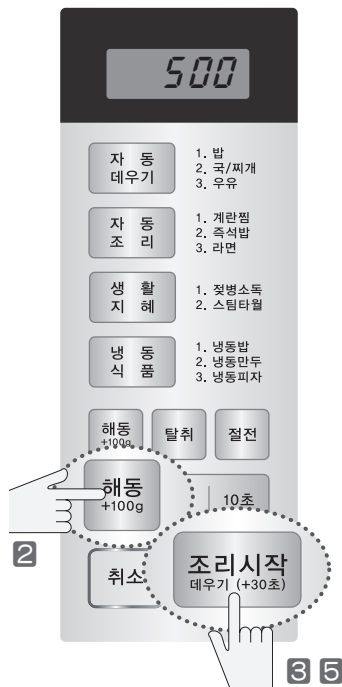 500
자 동
데우기
1. 밥
2. 국/찌개
3. 우유
자 동
조 리
1. 계란찜
2. 즉석밥
3. 라면
생 활
지 혜
1. 젖병소독
2. 스팀타월
냉 동
식 품
1. 냉동밥
2. 냉동만두
3. 냉동피자
해동
+100g
탈취
절전
해동
+100g
10초
2
취소
조리시작
데우기 (+30초)
3 5